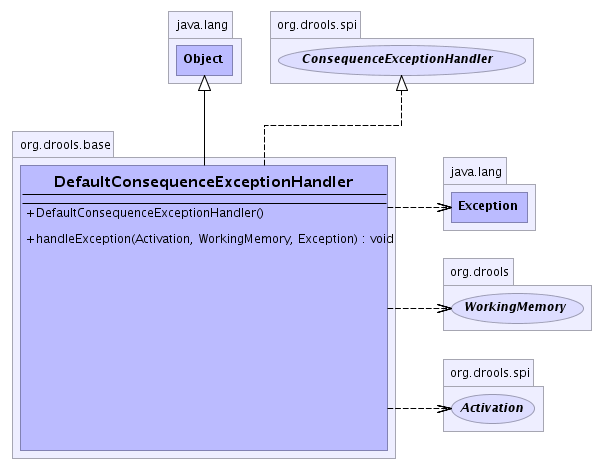 java.lang
Object
org.drools.spi
ConsequenceExceptionHandler
org.drools.base
DefaultConsequenceExceptionHandler
+DefaultConsequenceExceptionHandler()
+handleException(Activation, WorkingMemory, Exception) : void
java.lang
Exception
org.drools
WorkingMemory
org.drools.spi
Activation